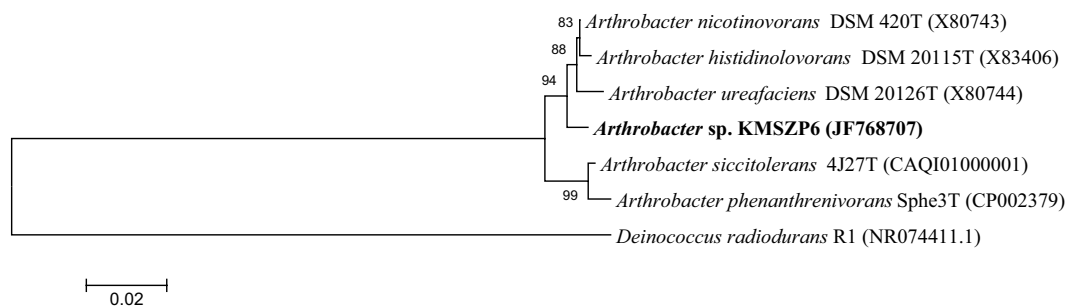 83
Arthrobacter nicotinovorans DSM 420T (X80743)
88
Arthrobacter histidinolovorans DSM 20115T (X83406)
94
Arthrobacter ureafaciens DSM 20126T (X80744)
Arthrobacter sp. KMSZP6 (JF768707)
Arthrobacter siccitolerans 4J27T (CAQI01000001)
99
Arthrobacter phenanthrenivorans Sphe3T (CP002379)
Deinococcus radiodurans R1 (NR074411.1)
0.02